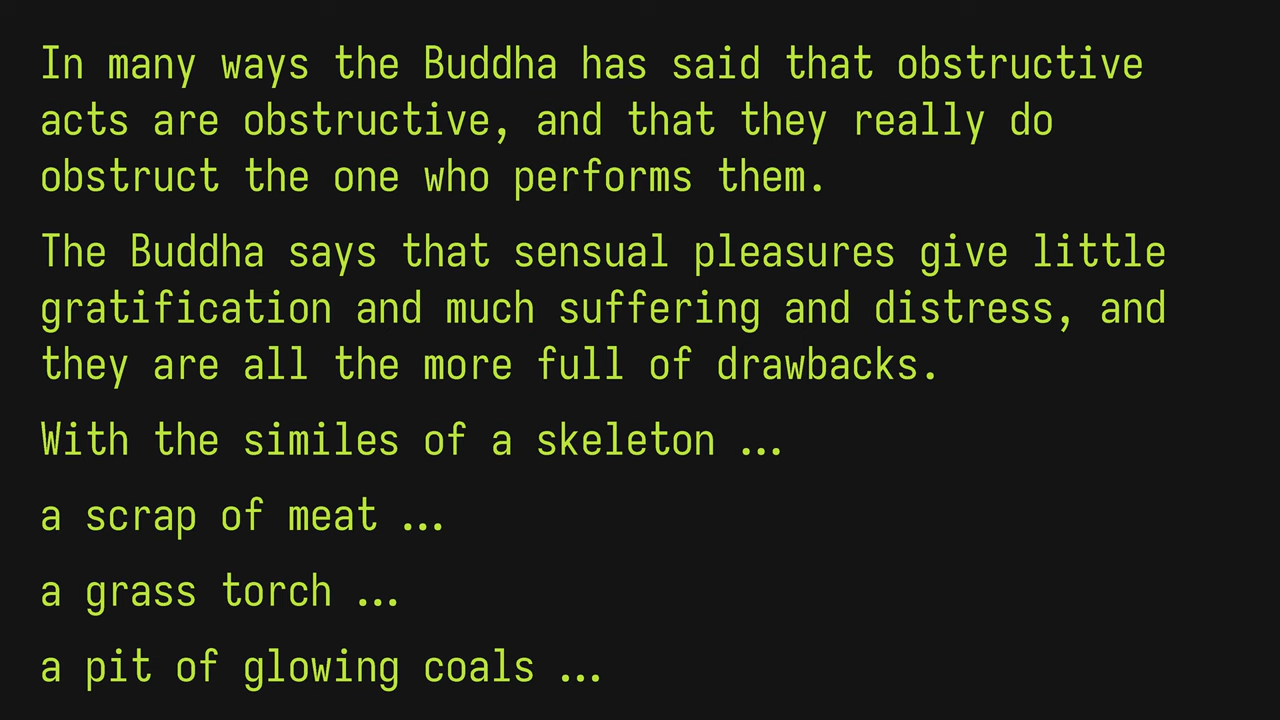 In many ways the Buddha has said that obstructive
acts are obstructive, and that they really do
obstruct the one who performs them.
The Buddha says that sensual pleasures give little
gratification and much suffering and distress, and
they are all the more full of drawbacks.
With the similes of a skeleton ...
a scrap of meat ...
a grass torch ...
a pit of glowing coals ...